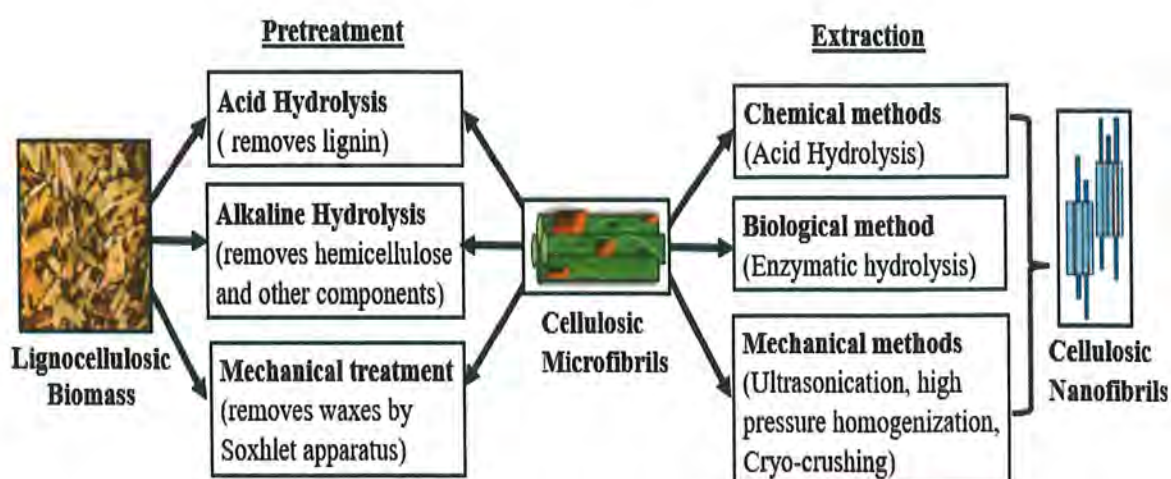 Pretreatment
Acid Hydrolysis
( removes lignin)
Alkaline Hydrolysis
(removes hemicellulose
and other components)
Mechanical treatment
(removes waxes by
Soxhlet apparatus)
Lignocellulosic
Biomass
Cellulosic
Microfibrils
Extraction
Chemical methods
(Acid Hydrolysis)
Biological method
(Enzymatic hydrolysis)
Mechanical methods
(Ultrasonication, high
pressure homogenization,
Cryo-crushing)
Cellulosic
Nanofibrils